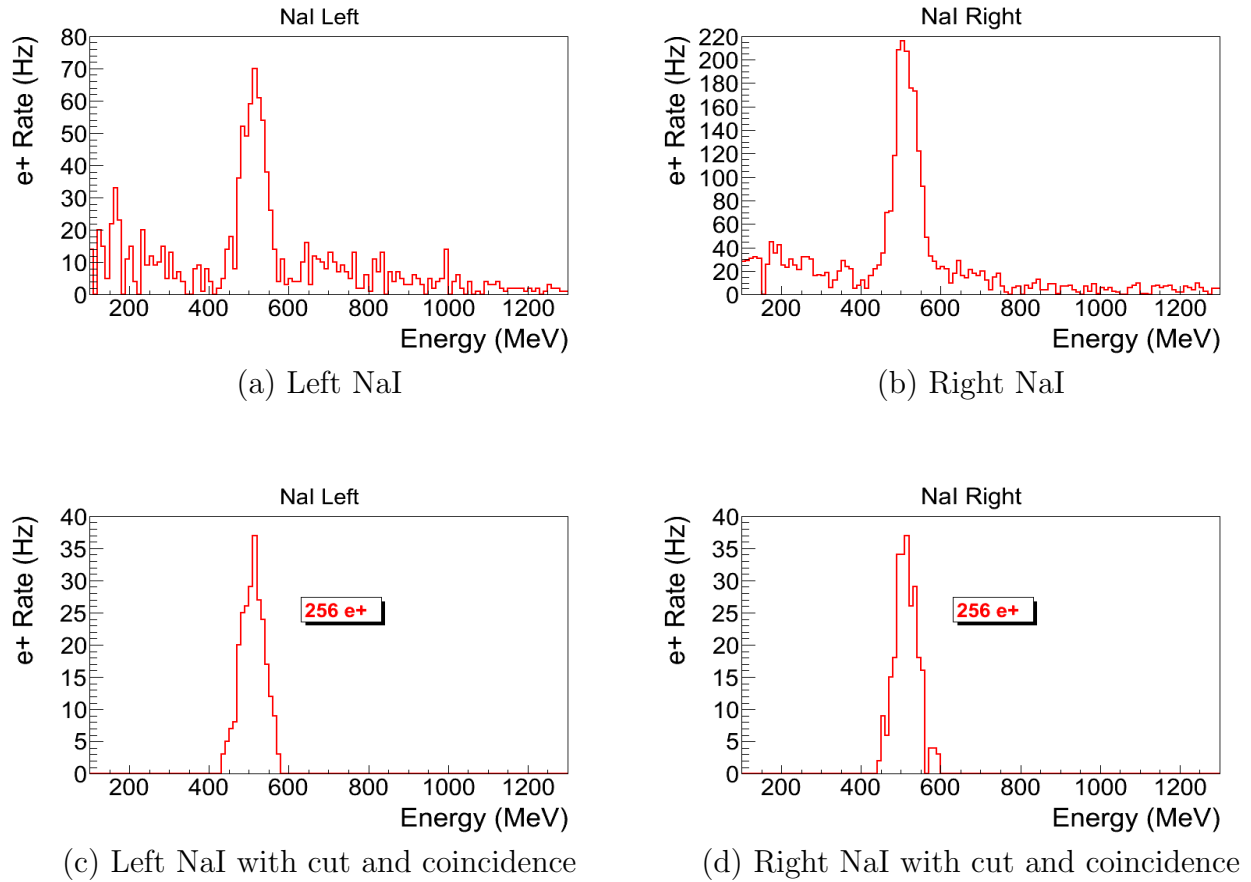 NaI Left
80
70
60
50
40
30
20
10
0
e+ Rate (Hz)
200 400 600 800 1000 1200
Energy (MeV)
(a) Left NaI
NaI Right
220
200
180
160
140
120
100
80
60
40
20
0
e+ Rate (Hz)
200 400 600 800 1000 1200
Energy (MeV)
(b) Right NaI
NaI Left
40
35
30
25
20
15
10
5
0
e+ Rate (Hz)
256 e+
200 400 600 800 1000 1200
Energy (MeV)
(c) Left NaI with cut and coincidence
NaI Right
40
35
30
25
20
15
10
5
0
e+ Rate (Hz)
256 e+
200 400 600 800 1000 1200
Energy (MeV)
(d) Right NaI with cut and coincidence